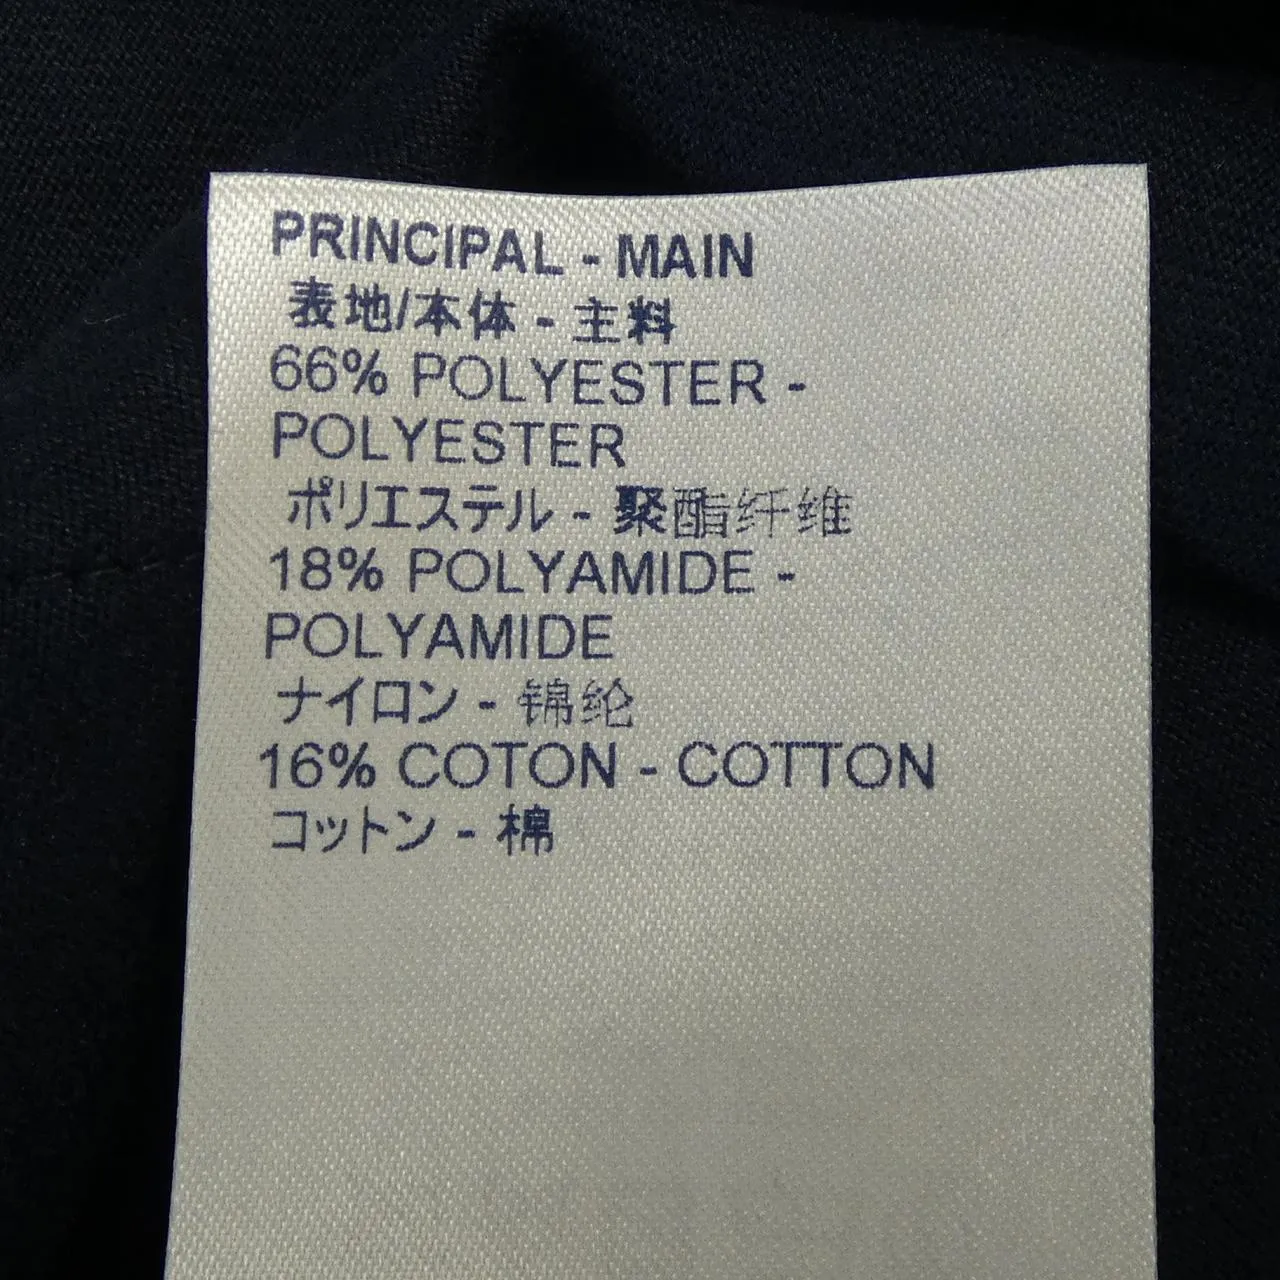 PRINCIPAL - MAIN
表地/本体 - 主料
66% POLYESTER -
POLYESTER
ポリエステル - 聚酯纤维
18% POLYAMIDE -
POLYAMIDE
ナイロン - 锦纶
16% COTON - COTTON
コットン - 棉